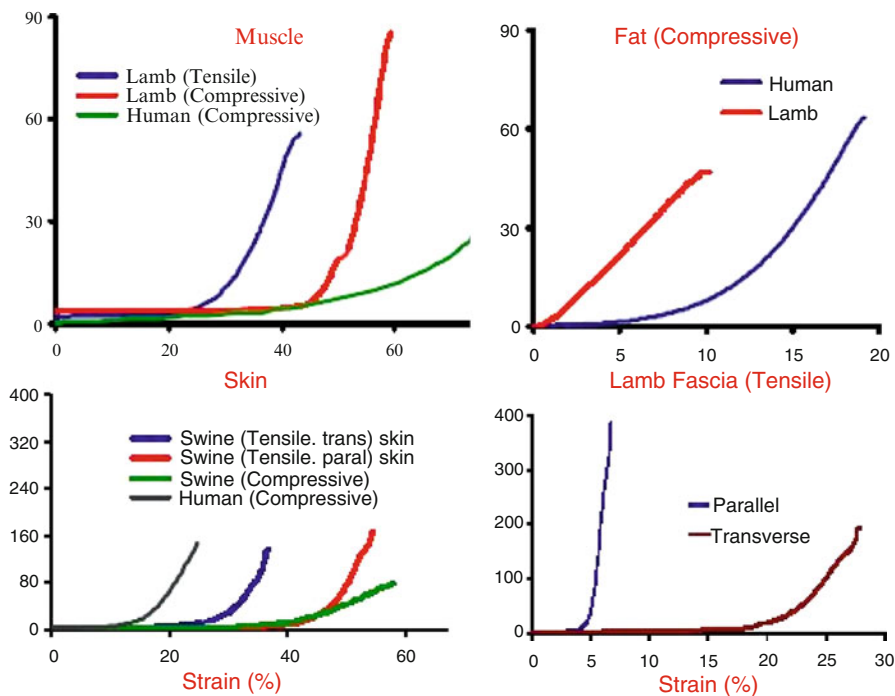 Muscle
90
60
30
0
Lamb (Tensile)
Lamb (Compressive)
Human (Compressive)
0 20 40 60
Fat (Compressive)
90
60
30
0
Human
Lamb
0 5 10 15 20
Skin
400
320
240
160
80
0
Swine (Tensile. trans) skin
Swine (Tensile. paral) skin
Swine (Compressive)
Human (Compressive)
0 20 40 60
Strain (%)
Lamb Fascia (Tensile)
400
300
200
100
0
Parallel
Transverse
0 5 10 15 20 25 30
Strain (%)